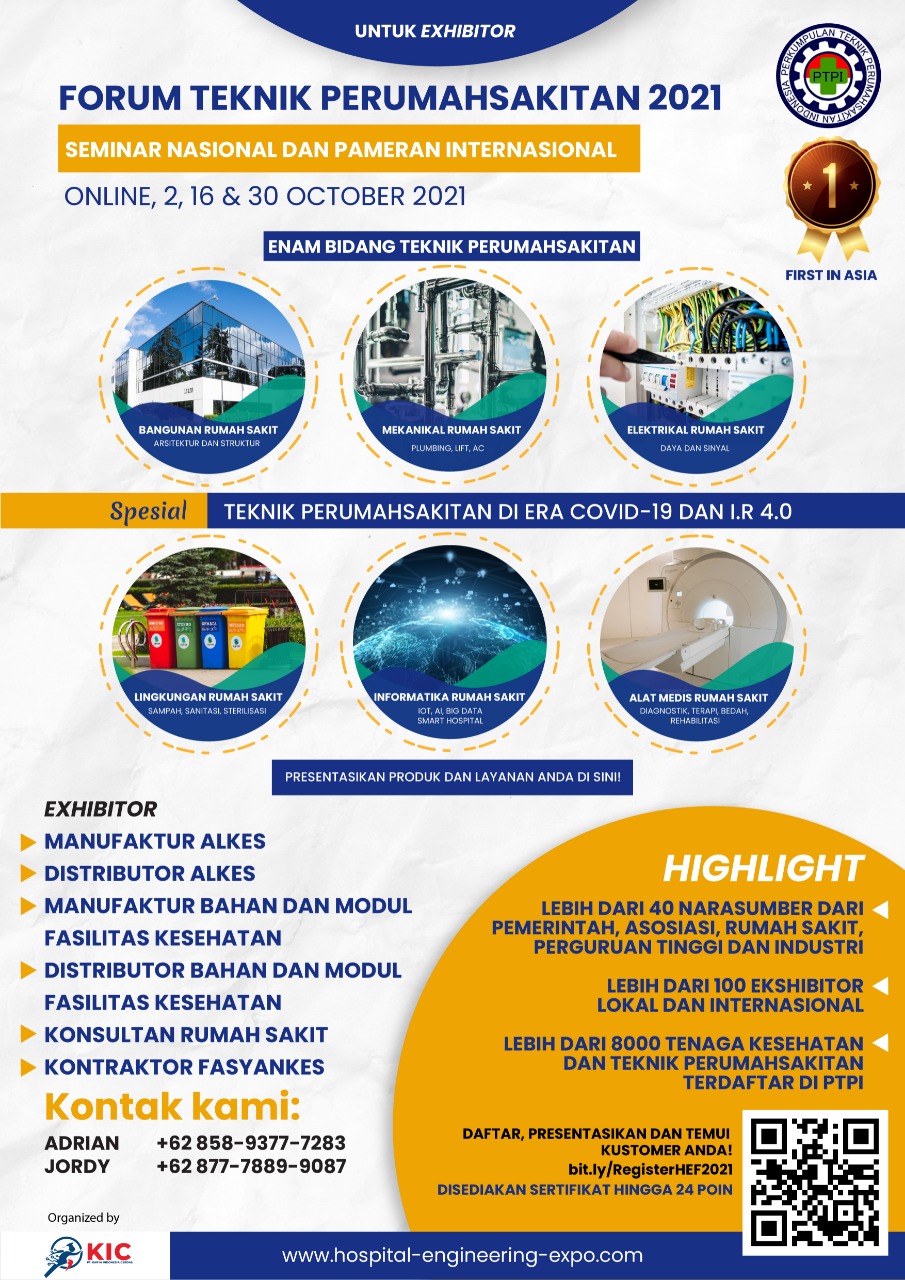 UNTUK EXHIBITOR
FORUM TEKNIK PERUMAHSAKITAN 2021
SEMINAR NASIONAL DAN PAMERAN INTERNASIONAL
ONLINE, 2, 16 & 30 OCTOBER 2021
PERKUMPULAN TEKNIK PERUMAHSAKITAN INDONESIA
PTPI
1
FIRST IN ASIA
ENAM BIDANG TEKNIK PERUMAHSAKITAN
BANGUNAN RUMAH SAKIT
ARSITEKTUR DAN STRUKTUR
MEKANIKAL RUMAH SAKIT
PLUMBING, LIFT, AC
ELEKTRIKAL RUMAH SAKIT
DAYA DAN SINYAL
Spesial TEKNIK PERUMAHSAKITAN DI ERA COVID-19 DAN I.R 4.0
LINGKUNGAN RUMAH SAKIT
SAMPAH, SANITASI, STERILISASI
INFORMATIKA RUMAH SAKIT
IOT, AI, BIG DATA
SMART HOSPITAL
ALAT MEDIS RUMAH SAKIT
DIAGNOSTIK, TERAPI, BEDAH,
REHABILITASI
PRESENTASIKAN PRODUK DAN LAYANAN ANDA DI SINI!
EXHIBITOR
MANUFAKTUR ALKES
DISTRIBUTOR ALKES
MANUFAKTUR BAHAN DAN MODUL
FASILITAS KESEHATAN
DISTRIBUTOR BAHAN DAN MODUL
FASILITAS KESEHATAN
KONSULTAN RUMAH SAKIT
KONTRAKTOR FASYANKES
Kontak kami:
ADRIAN +62 858-9377-7283
JORDY +62 877-7889-9087
HIGHLIGHT
LEBIH DARI 40 NARASUMBER DARI
PEMERINTAH, ASOSIASI, RUMAH SAKIT,
PERGURUAN TINGGI DAN INDUSTRI
LEBIH DARI 100 EKSHIBITOR
LOKAL DAN INTERNASIONAL
LEBIH DARI 8000 TENAGA KESEHATAN
DAN TEKNIK PERUMAHSAKITAN
TERDAFTAR DI PTPI
DAFTAR, PRESENTASIKAN DAN TEMUI
KUSTOMER ANDA!
bit.ly/RegisterHEF2021
DISEDIAKAN SERTIFIKAT HINGGA 24 POIN
Organized by
KIC
www.hospital-engineering-expo.com